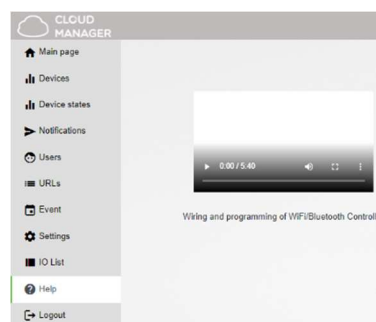 CLOUD
MANAGER
Main page
Devices
Device states
Notifications
Users
0:00 / 5:40
URLs
Event
Wiring and programming of WiFi/Bluetooth Controll
Settings
IO List
Help
Logout